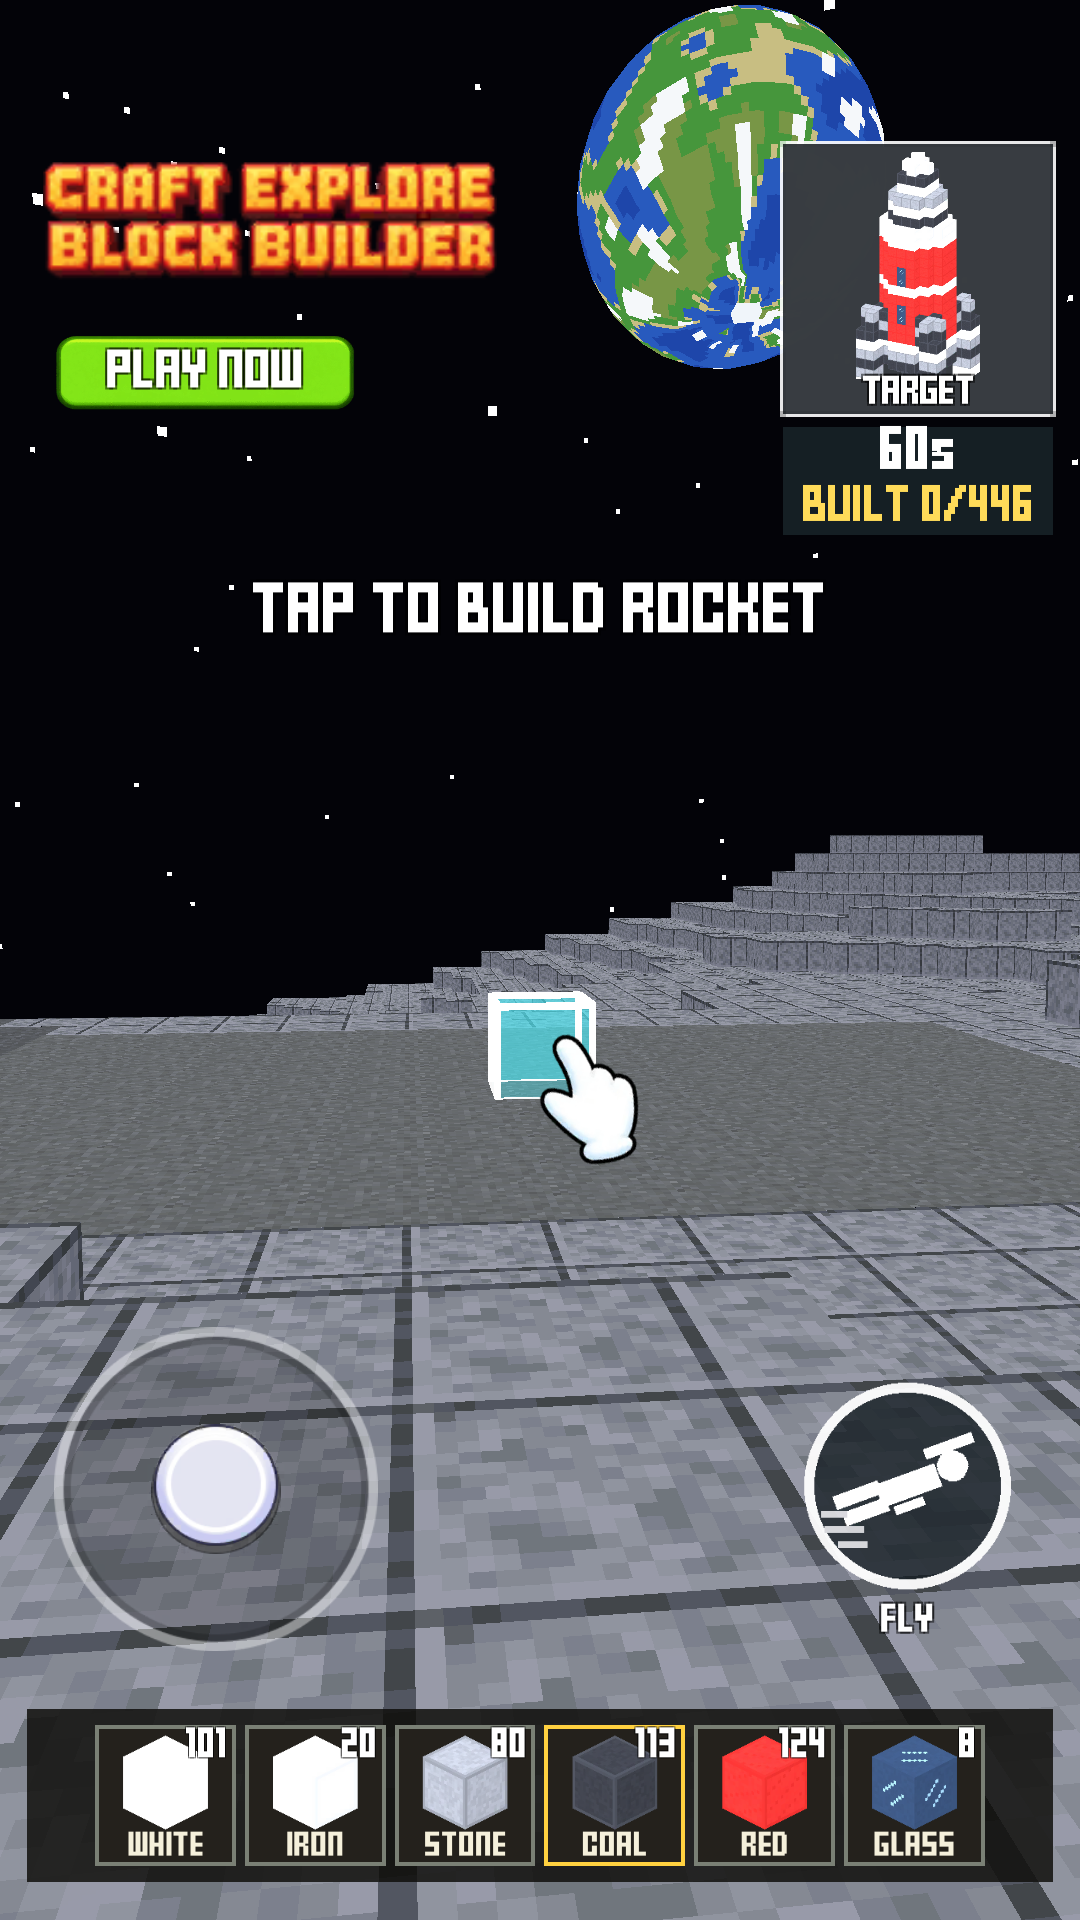 CRAFT EXPLORE
BLOCK BUILDER
PLAY NOW
TARGET
60s
BUILT 0/446
TAP TO BUILD ROCKET
FLY
101
20
80
113
124
8
WHITE
IRON
STONE
COAL
RED
GLASS